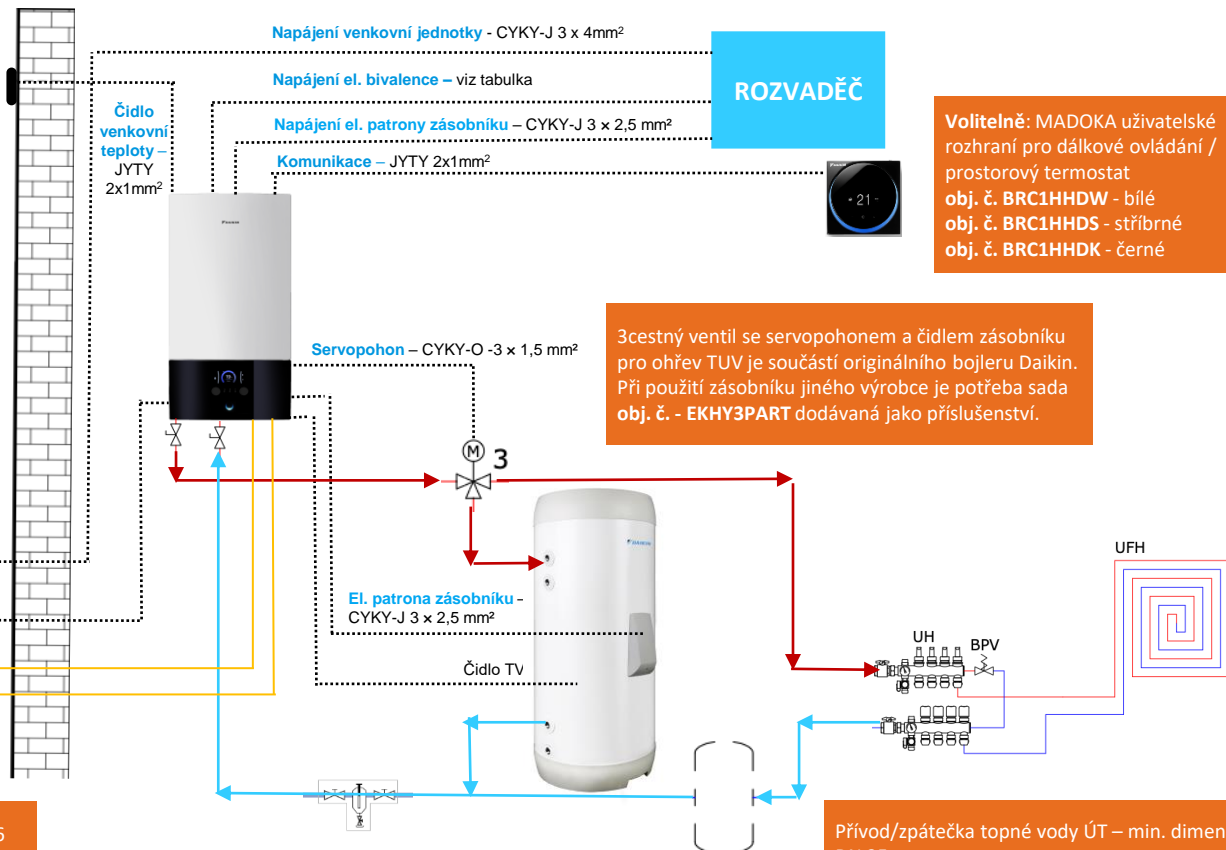 Napájení venkovní jednotky - CYKY-J 3 x 4mm²
Napájení el. bivalence – viz tabulka
Napájení el. patrony zásobníku – CYKY-J 3 × 2,5 mm²
Komunikace – JYTY 2x1mm²
ROZVADĚČ
Čidlo
venkovní
teploty –
JYTY
2x1mm²
Volitelně: MADOKA uživatelské
rozhraní pro dálkové ovládání /
prostorový termostat
obj. č. BRC1HHDW - bílé
obj. č. BRC1HHDS - stříbrné
obj. č. BRC1HHDK - černé
21
DAIKIN
Servopohon – CYKY-O -3 × 1,5 mm²
3cestný ventil se servopohonem a čidlem zásobníku
pro ohřev TUV je součástí originálního bojleru Daikin.
Při použití zásobníku jiného výrobce je potřeba sada
obj. č. - EKHY3PART dodávaná jako příslušenství.
M
3
DAIKIN
UFH
El. patrona zásobníku –
CYKY-J 3 × 2,5 mm²
UH
BPV
Čidlo TV
Přívod/zpátečka topné vody ÚT – min. dimen